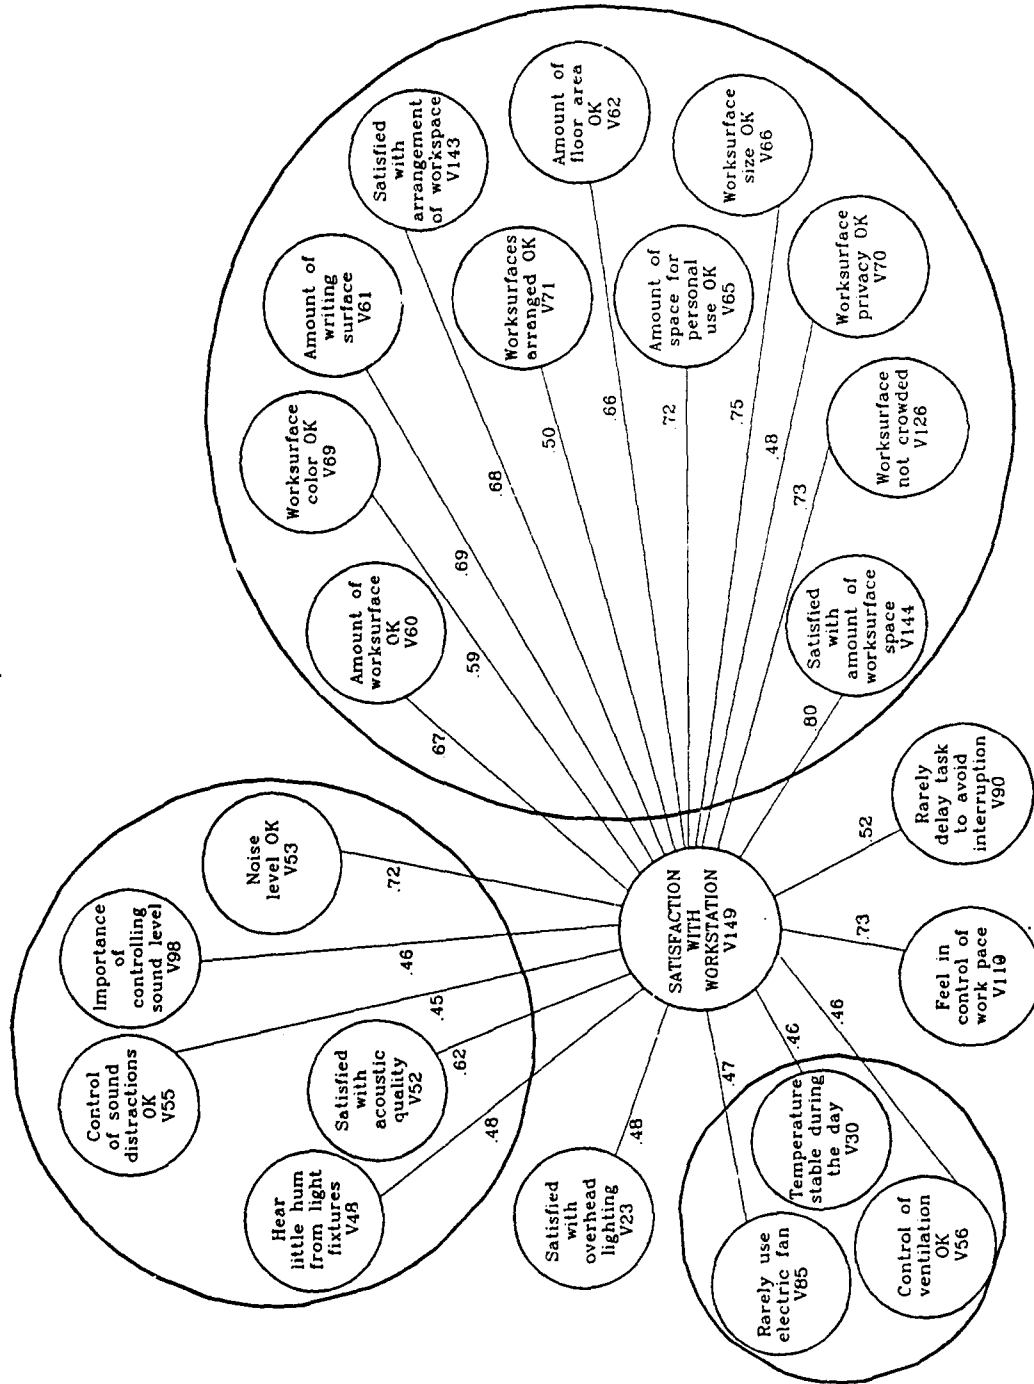 Control
of sound
distractions
OK
V55
Importance
of
controlling
sound level
V98
Noise
level OK
V53
Hear
little hum
from light
fixtures
V48
Satisfied
with
acoustic
quality
V52
.72
.46
.45
.62
.48
Satisfied
with
overhead
lighting
V23
.48
Rarely use
electric fan
V85
Temperature
stable during
the day
V30
Control of
ventilation
OK
V56
.47
.46
.46
SATISFACTION
WITH
WORKSTATION
V149
Feel in
control of
work pace
V119
.73
Rarely
delay task
to avoid
interruption
V90
.52
Amount of
worksurface
OK
V60
.67
Worksurface
color OK
V69
.59
Amount of
writing
surface
V61
.69
Satisfied
with
arrangement
of workspace
V143
.68
Worksurfaces
arranged OK
V71
.50
Amount of
floor area
OK
V62
.66
Amount of
space for
personal
use OK
V65
.72
Worksurface
size OK
V66
.75
Worksurface
privacy OK
V70
.48
Worksurface
not crowded
V126
.73
Satisfied
with
amount of
worksurface
space
V144
.80